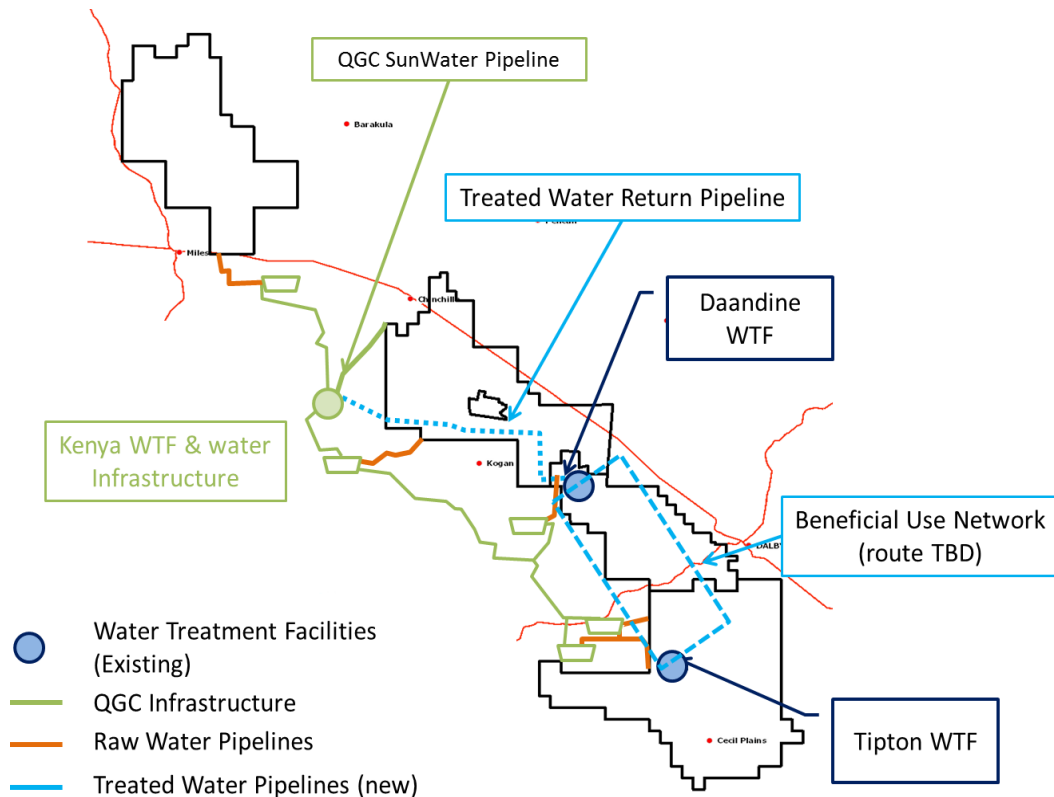 QGC SunWater Pipeline
Barakula
Treated Water Return Pipeline
Miles
Chinchilla
Daandine
WTF
Kenya WTF & water
Infrastructure
Kogan
Beneficial Use Network
(route TBD)
DALBY
Water Treatment Facilities
(Existing)
QGC Infrastructure
Raw Water Pipelines
Treated Water Pipelines (new)
Cecil Plains
Tipton WTF